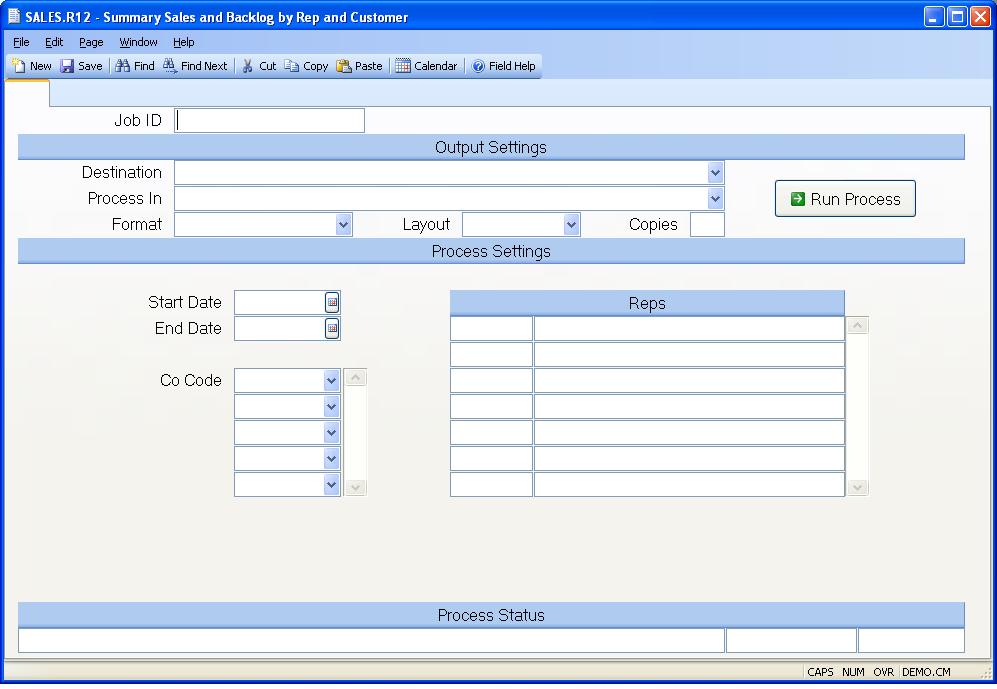 SALES.R12 - Summary Sales and Backlog by Rep and Customer
File Edit Page Window Help
New Save Find Find Next Cut Copy Paste Calendar Field Help
Job ID
Output Settings
Destination
Process In
Run Process
Format Layout Copies
Process Settings
Start Date
Reps
End Date
Co Code
Process Status
CAPS NUM OVR DEMO.CM